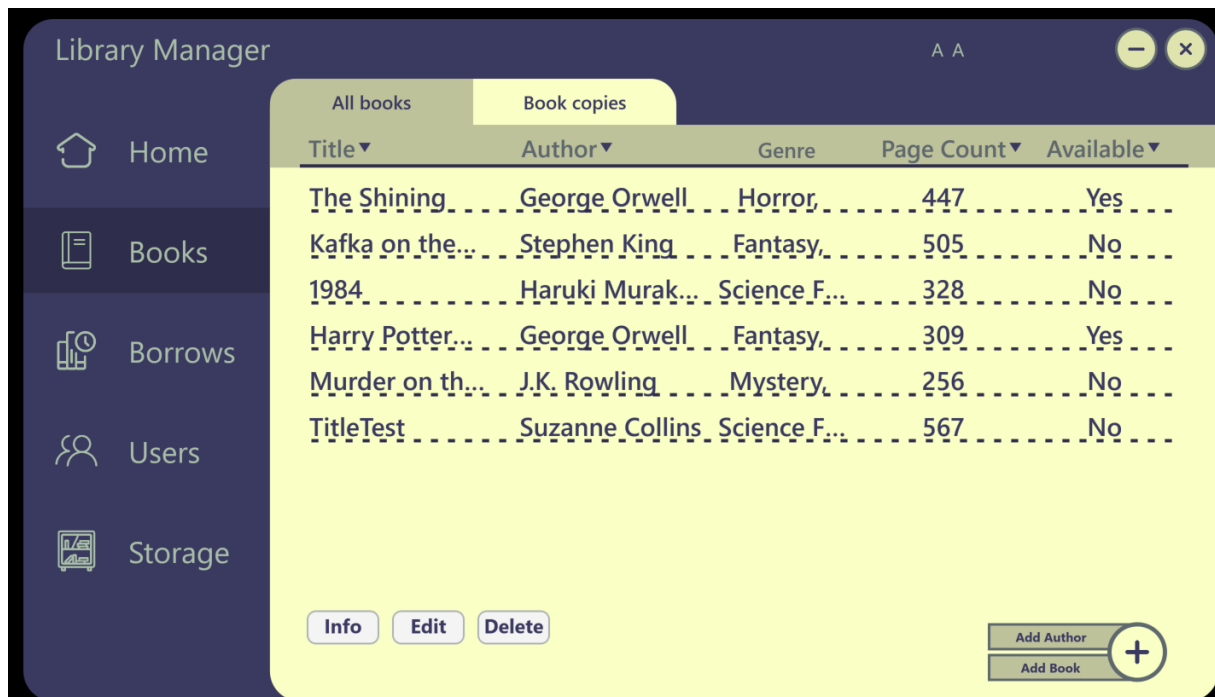 Library Manager
A A
All books Book copies
Home
Books
Borrows
Users
Storage
Title Author Genre Page Count Available
The Shining George Orwell Horror, 447 Yes
Kafka on the... Stephen King Fantasy, 505 No
1984 Haruki Murak... Science F... 328 No
Harry Potter... George Orwell Fantasy, 309 Yes
Murder on th... J.K. Rowling Mystery, 256 No
TitleTest Suzanne Collins Science F... 567 No
Info Edit Delete
Add Author
Add Book